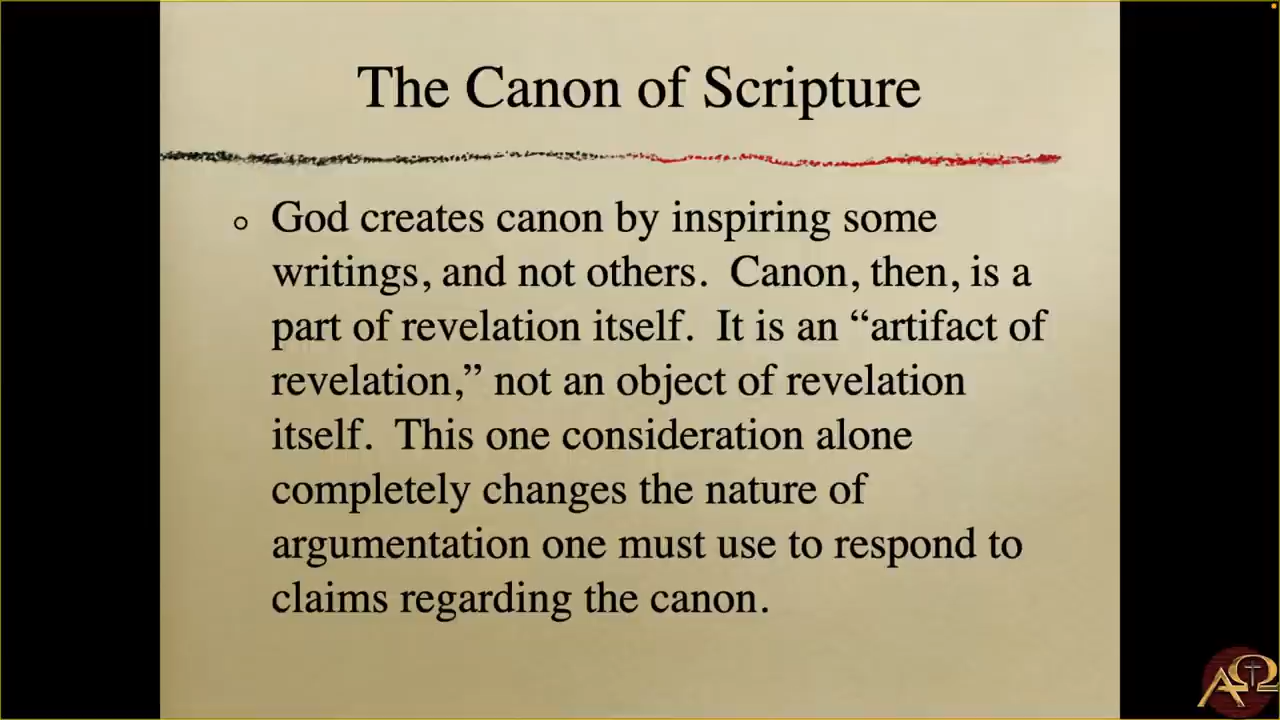 The Canon of Scripture
God creates canon by inspiring some
writings, and not others.  Canon, then, is a
part of revelation itself.  It is an “artifact of
revelation,” not an object of revelation
itself.  This one consideration alone
completely changes the nature of
argumentation one must use to respond to
claims regarding the canon.
ΑΩ